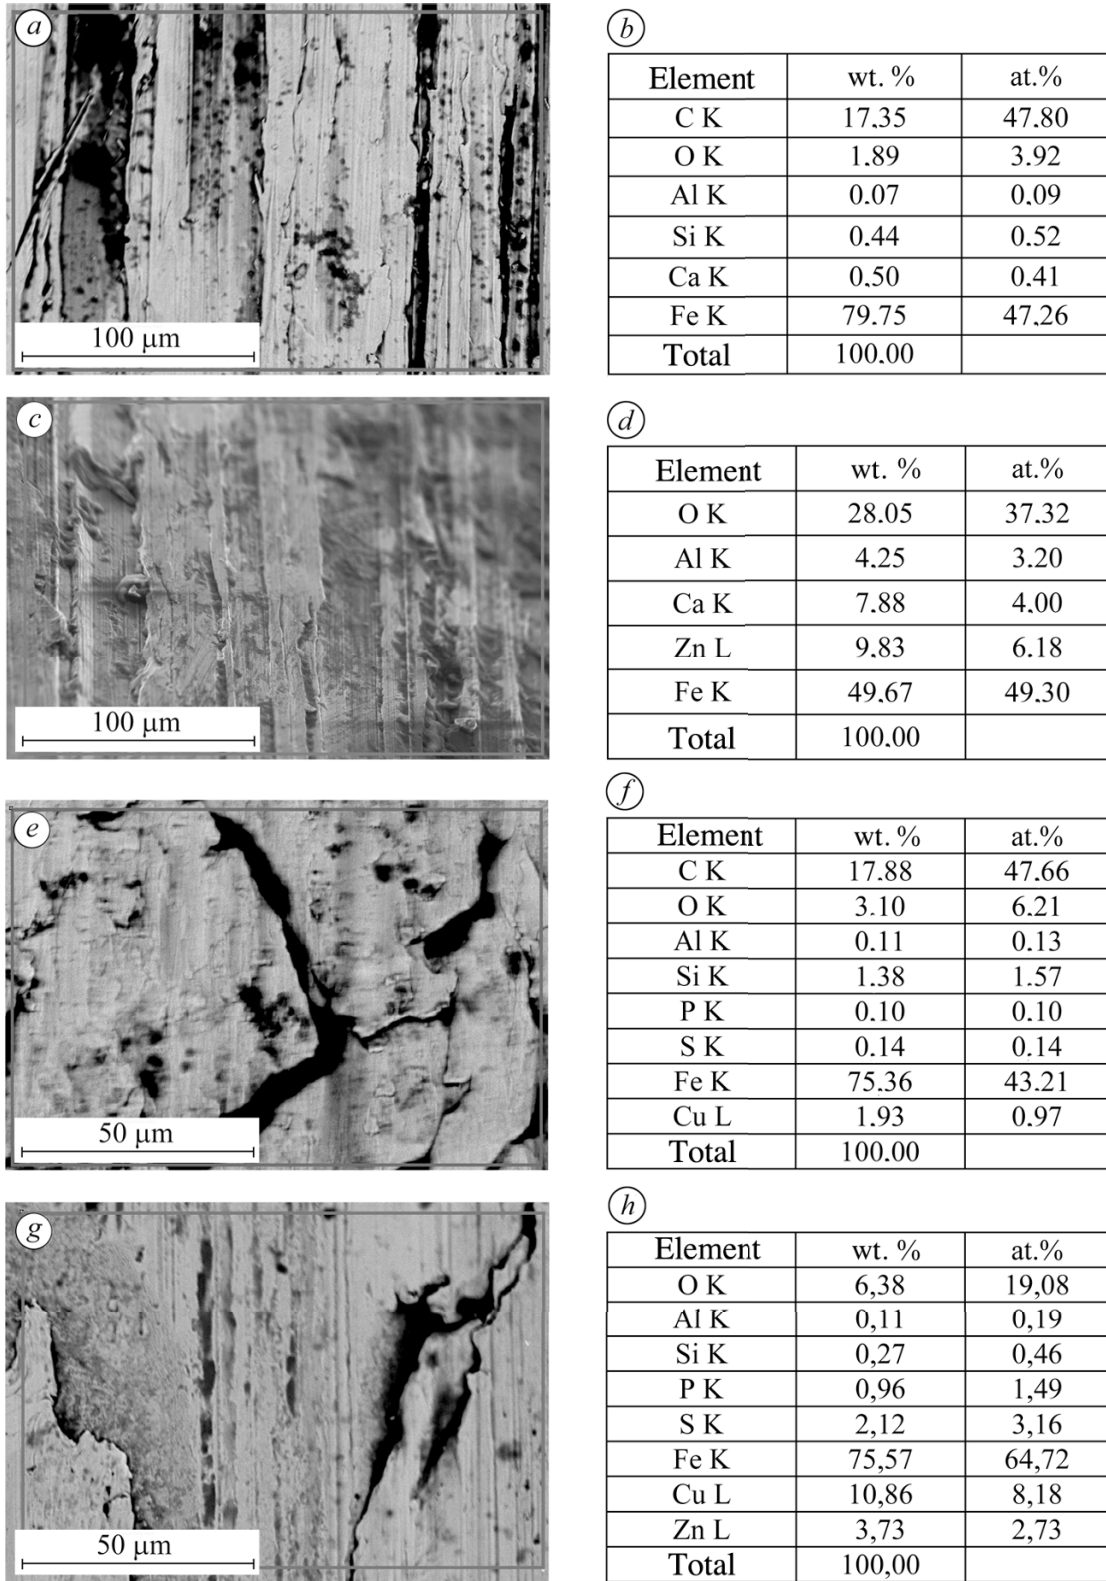 a
100 µm
b
Element wt. % at.%
C K 17.35 47.80
O K 1.89 3.92
Al K 0.07 0.09
Si K 0.44 0.52
Ca K 0.50 0.41
Fe K 79.75 47,26
Total 100.00
c
100 µm
d
Element wt. % at.%
O K 28.05 37.32
Al K 4.25 3.20
Ca K 7.88 4.00
Zn L 9.83 6.18
Fe K 49.67 49.30
Total 100,00
e
50 µm
f
Element wt. % at.%
C K 17.88 47.66
O K 3.10 6.21
Al K 0.11 0.13
Si K 1.38 1.57
P K 0.10 0.10
S K 0.14 0.14
Fe K 75.36 43.21
Cu L 1.93 0.97
Total 100.00
g
50 µm
h
Element wt. % at.%
O K 6,38 19,08
Al K 0,11 0,19
Si K 0,27 0,46
P K 0,96 1,49
S K 2,12 3,16
Fe K 75,57 64,72
Cu L 10,86 8,18
Zn L 3,73 2,73
Total 100,00